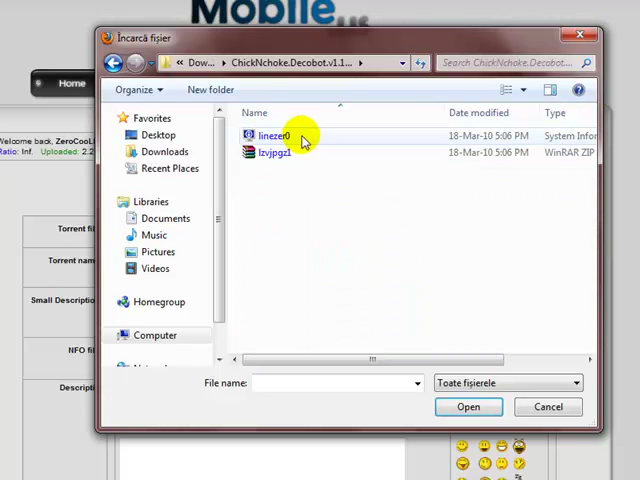 Mobile
Încarcă fișier
Dow... ChickNchoke.Decobot.v1.1...
Search ChickNchoke.Decobot....
Home
Organize
New folder
Favorites
Desktop
Downloads
Recent Places
Libraries
Documents
Music
Pictures
Videos
Homegroup
Computer
Name
Date modified
Type
linezer0
18-Mar-10 5:06 PM
System Infor
lzvjpgz1
18-Mar-10 5:06 PM
WinRAR ZIP
Welcome back, ZeroCooL
Ratio: Inf. Uploaded: 2.2
Torrent fil
Torrent nam
Small Description
NFO fil
Descripti
File name:
Toate fișierele
Open
Cancel